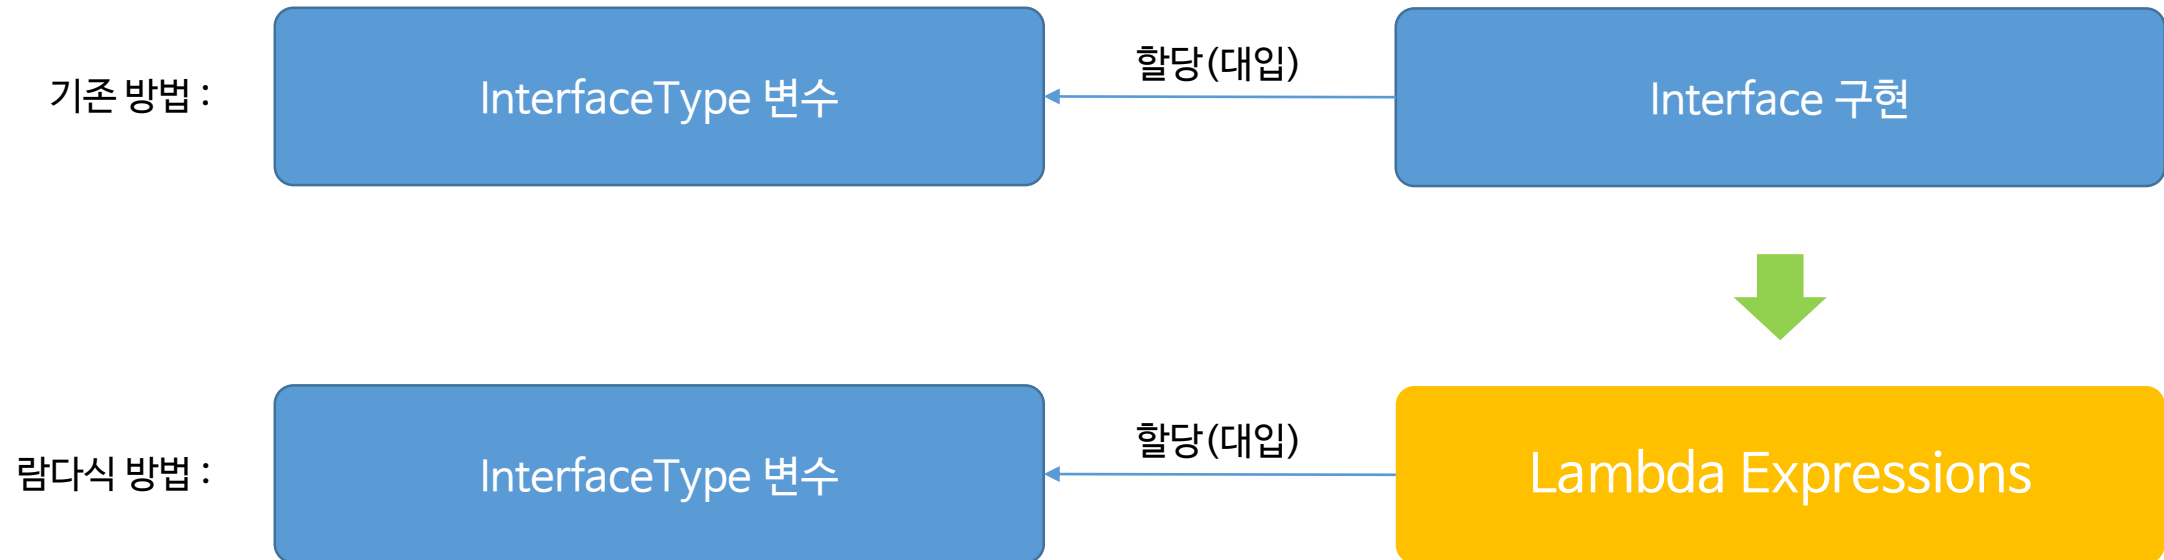 기존 방법 :
InterfaceType 변수
할당(대입)
Interface 구현
람다식 방법 :
InterfaceType 변수
할당(대입)
Lambda Expressions